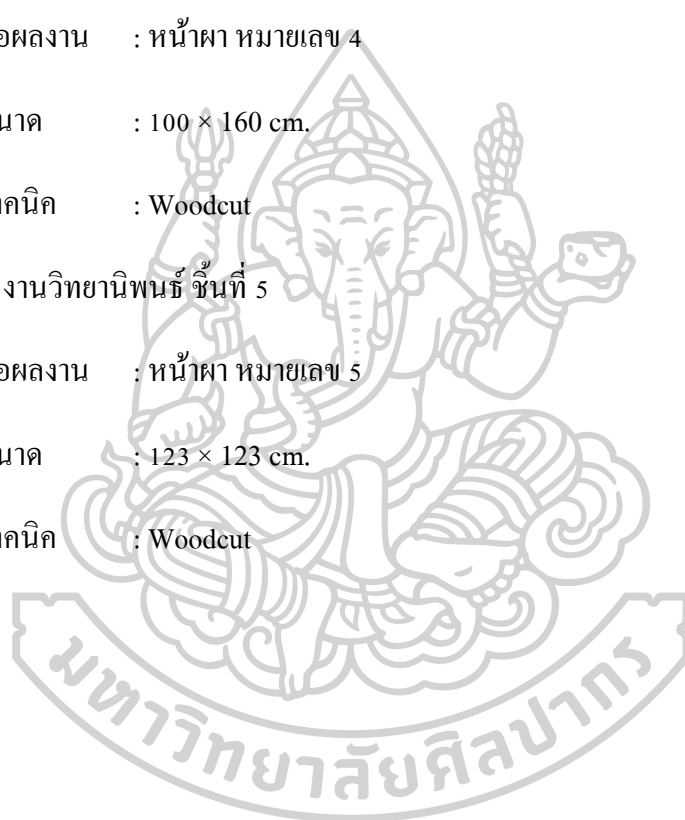 อผลงาน : หน้าผา หมายเลข 4
นาด : 100 × 160 cm.
คนิค : Woodcut
งานวิทยานิพนธ์ ชิ้นที่ 5
อผลงาน : หน้าผา หมายเลข 5
นาด : 123 × 123 cm.
คนิค : Woodcut
มหาวิทยาลัยศิลปากร